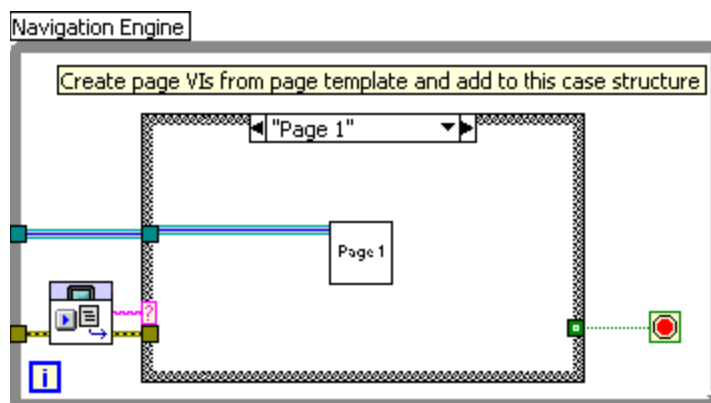 Navigation Engine
Create page VIs from page template and add to this case structure
"Page 1"
Page 1
?
i